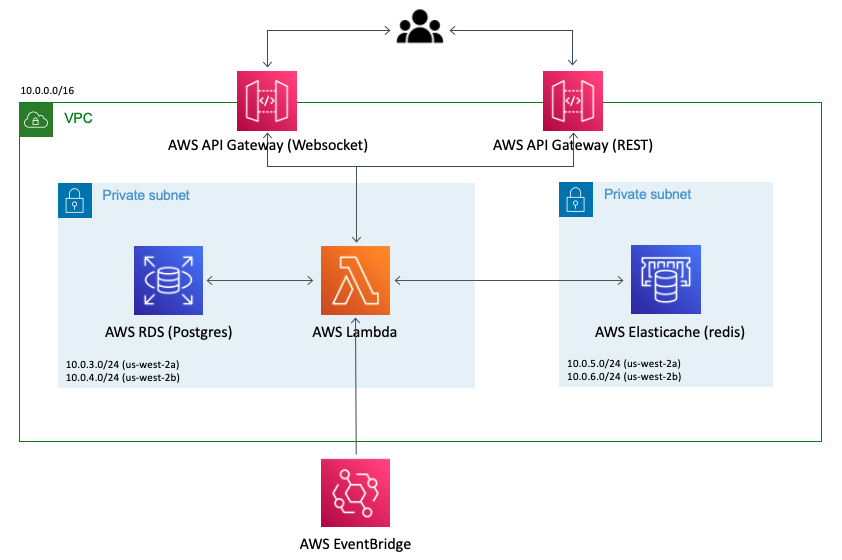 10.0.0.0/16
VPC
AWS API Gateway (Websocket)
AWS API Gateway (REST)
Private subnet
Private subnet
AWS RDS (Postgres)
AWS Lambda
AWS Elasticache (redis)
10.0.3.0/24 (us-west-2a)
10.0.4.0/24 (us-west-2b)
10.0.5.0/24 (us-west-2a)
10.0.6.0/24 (us-west-2b)
AWS EventBridge